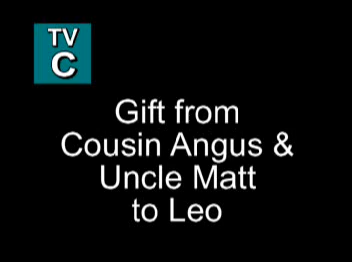 TV
C
Gift from
Cousin Angus &
Uncle Matt
to Leo